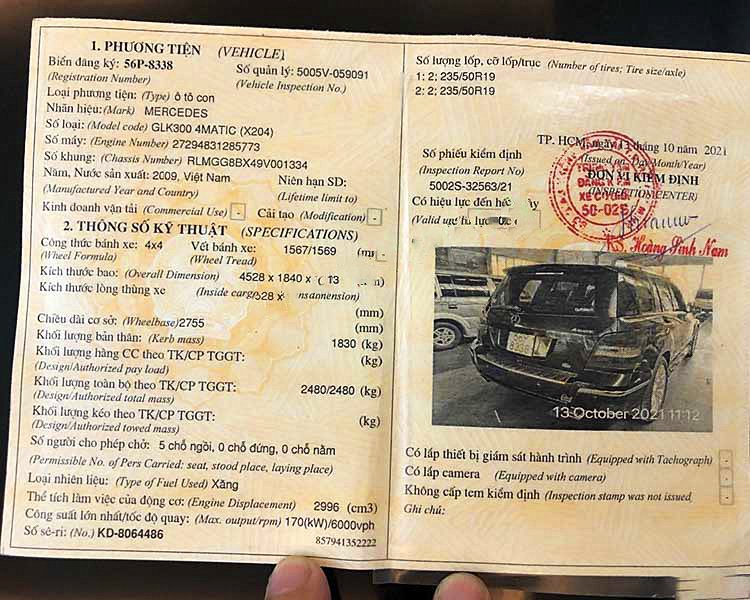 1. PHƯƠNG TIỆN (VEHICLE)
Biển đăng ký: 56P-8338
(Registration Number)
Số quản lý: 5005V-059091
(Vehicle Inspection No.)
Loại phương tiện: (Type) ô tô con
Nhãn hiệu: (Mark) MERCEDES
Số loại: (Model code) GLK300 4MATIC (X204)
Số máy: (Engine Number) 27294831285773
Số khung: (Chassis Number) RLMGG8BX49V001334
Năm, Nước sản xuất: 2009, Việt Nam
(Manufactured Year and Country)
Niên hạn SD:
(Lifetime limit to)
Kinh doanh vận tải (Commercial Use) - Cải tạo (Modification) -
2. THÔNG SỐ KỸ THUẬT (SPECIFICATIONS)
Công thức bánh xe: 4x4
(Wheel Formula)
Vết bánh xe: 1567/1569
(Wheel Tread)
Kích thước bao: (Overall Dimension) 4528 x 1840 x
Kích thước lòng thùng xe (Inside
(mm)
Chiều dài cơ sở: (Wheelbase)2755 (mm)
Khối lượng bản thân: (Kerb mass) 1830 (kg)
Khối lượng hàng CC theo TK/CP TGGT: (kg)
(Design/Authorized pay load)
Khối lượng toàn bộ theo TK/CP TGGT: 2480/2480 (kg)
(Design/Authorized total mass)
Khối lượng kéo theo TK/CP TGGT: (kg)
(Design/Authorized towed mass)
Số người cho phép chở: 5 chỗ ngồi, 0 chỗ đứng, 0 chỗ nằm
(Permissible No. of Pers Carried: seat, stood place, laying place)
Loại nhiên liệu: (Type of Fuel Used) Xăng
Thể tích làm việc của động cơ: (Engine Displacement) 2996 (cm3)
Công suất lớn nhất/tốc độ quay: (Max. output/rpm) 170(kW)/6000vph
Số sê-ri: (No.) KD-8064486
857941352222
Số lượng lốp, cỡ lốp/trục (Number of tires; Tire size/axle)
1: 2; 235/50R19
2: 2; 235/50R19
TP. HCM, ngày 13 tháng 10 năm 2021
(Issued on: Day/Month/Year)
Số phiếu kiểm định
(Inspection Report No)
5002S-32563/21
Có hiệu lực đến hết
(Valid
ĐƠN VỊ KIỂM ĐỊNH
(INSPECTION CENTER)
ĐĂNG KIỂM
XE CƠ GIỚI
50-02S
Hoàng Đình Nam
13 October 2021 11:12
Có lắp thiết bị giám sát hành trình (Equipped with Tachograph) -
Có lắp camera (Equipped with camera) -
Không cấp tem kiểm định (Inspection stamp was not issued -
Ghi chú: